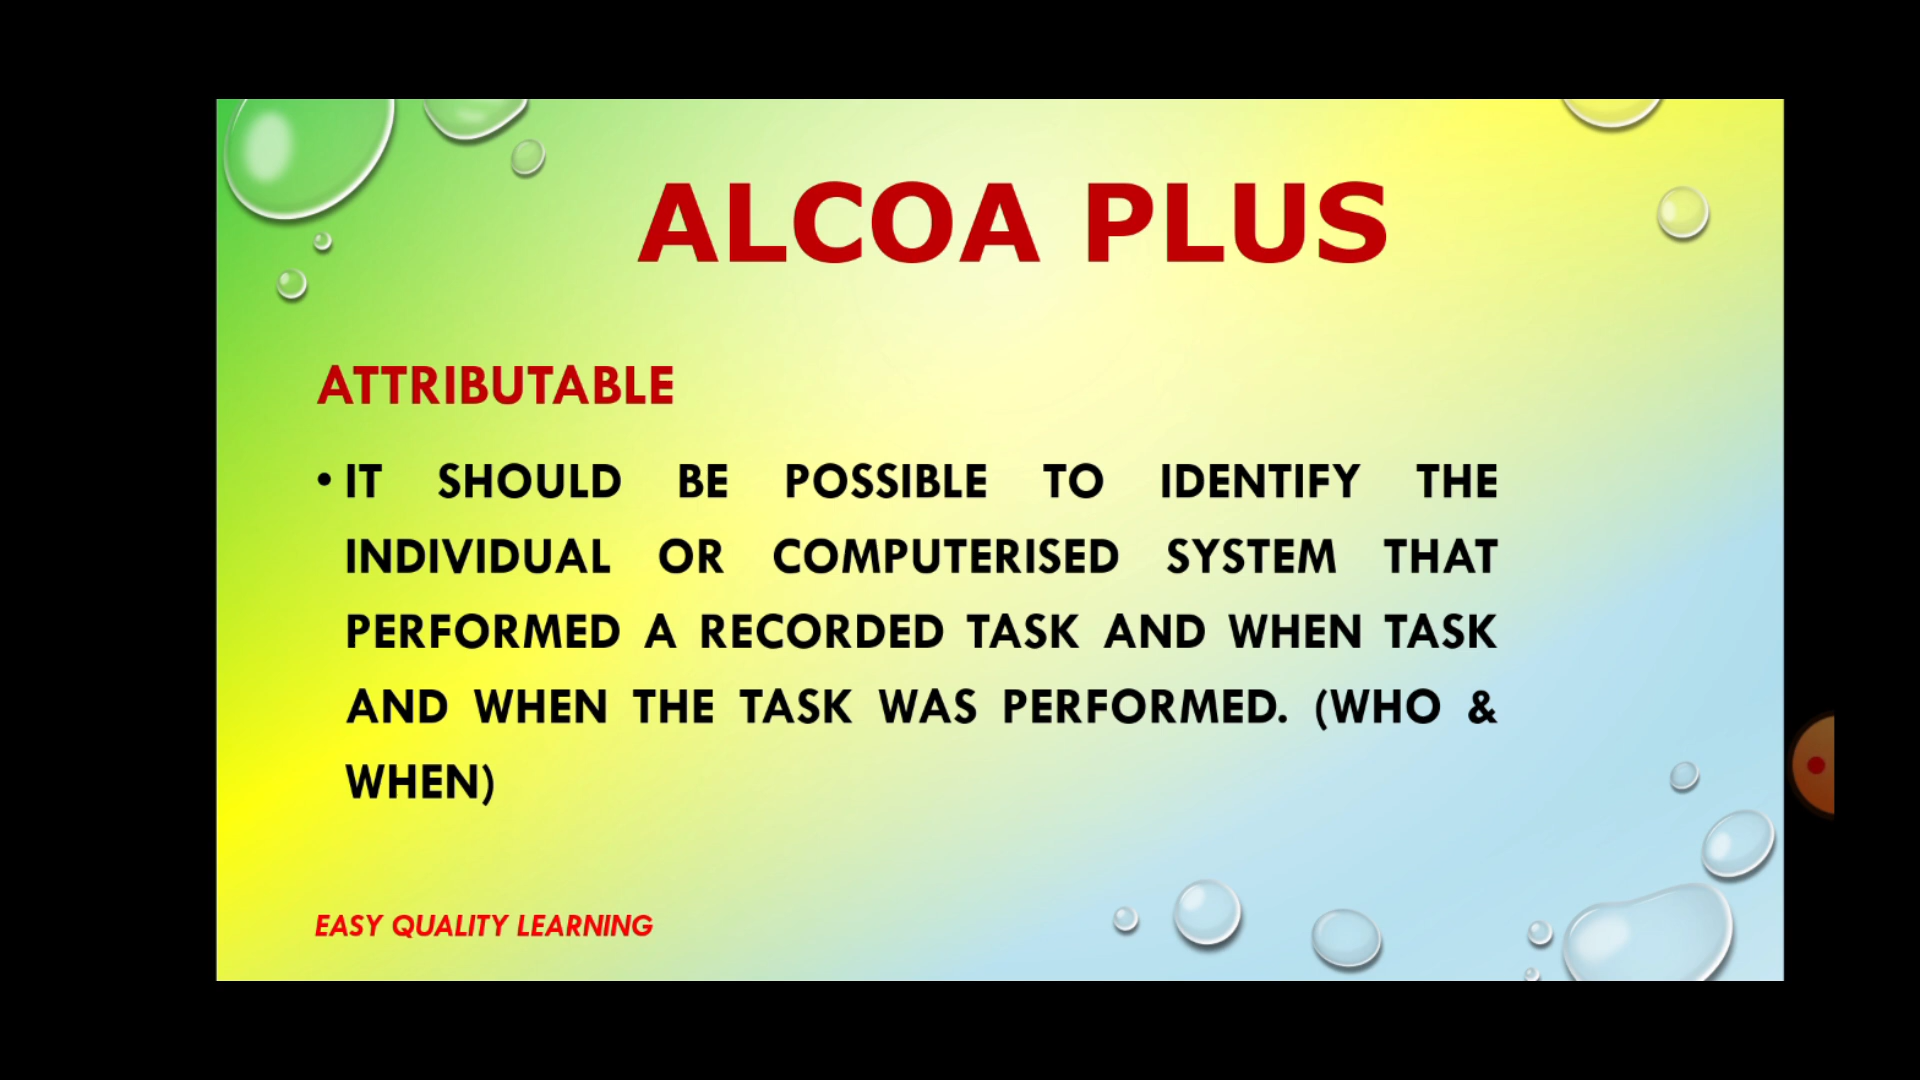 ALCOA PLUS
ATTRIBUTABLE
• IT SHOULD BE POSSIBLE TO IDENTIFY THE
INDIVIDUAL OR COMPUTERISED SYSTEM THAT
PERFORMED A RECORDED TASK AND WHEN TASK
AND WHEN THE TASK WAS PERFORMED. (WHO &
WHEN)
EASY QUALITY LEARNING